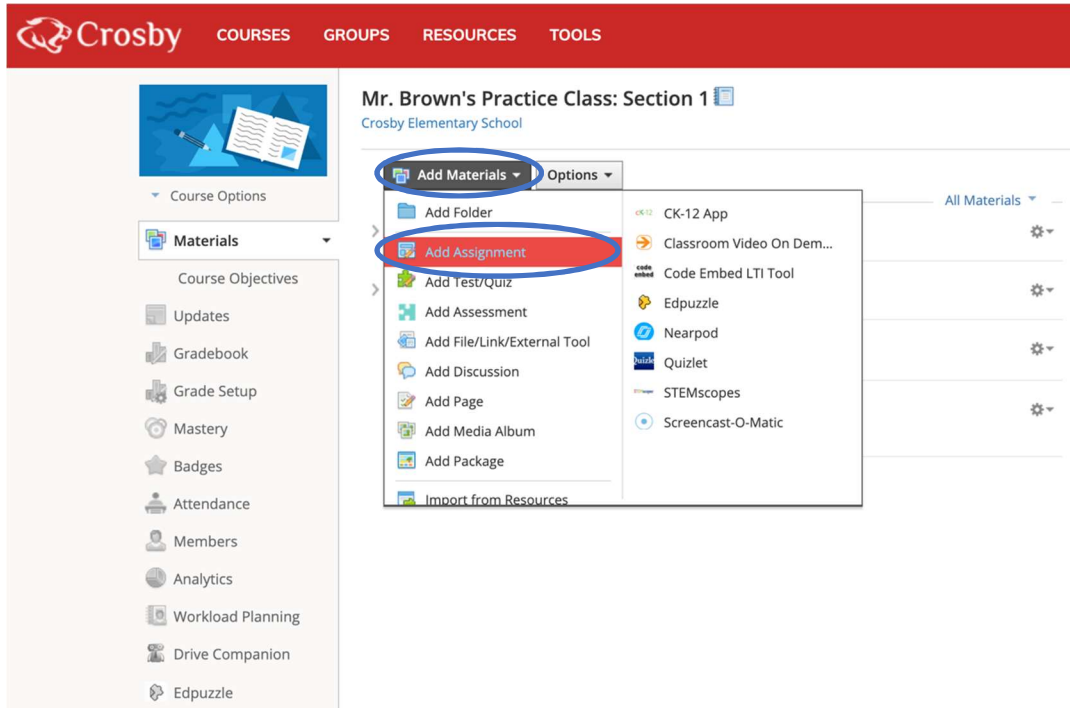 Crosby COURSES GROUPS RESOURCES TOOLS
Mr. Brown's Practice Class: Section 1
Crosby Elementary School
Course Options
Materials
Course Objectives
Updates
Gradebook
Grade Setup
Mastery
Badges
Attendance
Members
Analytics
Workload Planning
Drive Companion
Edpuzzle
Add Materials Options
All Materials
Add Folder
Add Assignment
Add Test/Quiz
Add Assessment
Add File/Link/External Tool
Add Discussion
Add Page
Add Media Album
Add Package
Import from Resources
CK-12 CK-12 App
Classroom Video On Dem...
code embed Code Embed LTI Tool
Edpuzzle
Nearpod
Quizlet
STEMscopes
Screencast-O-Matic